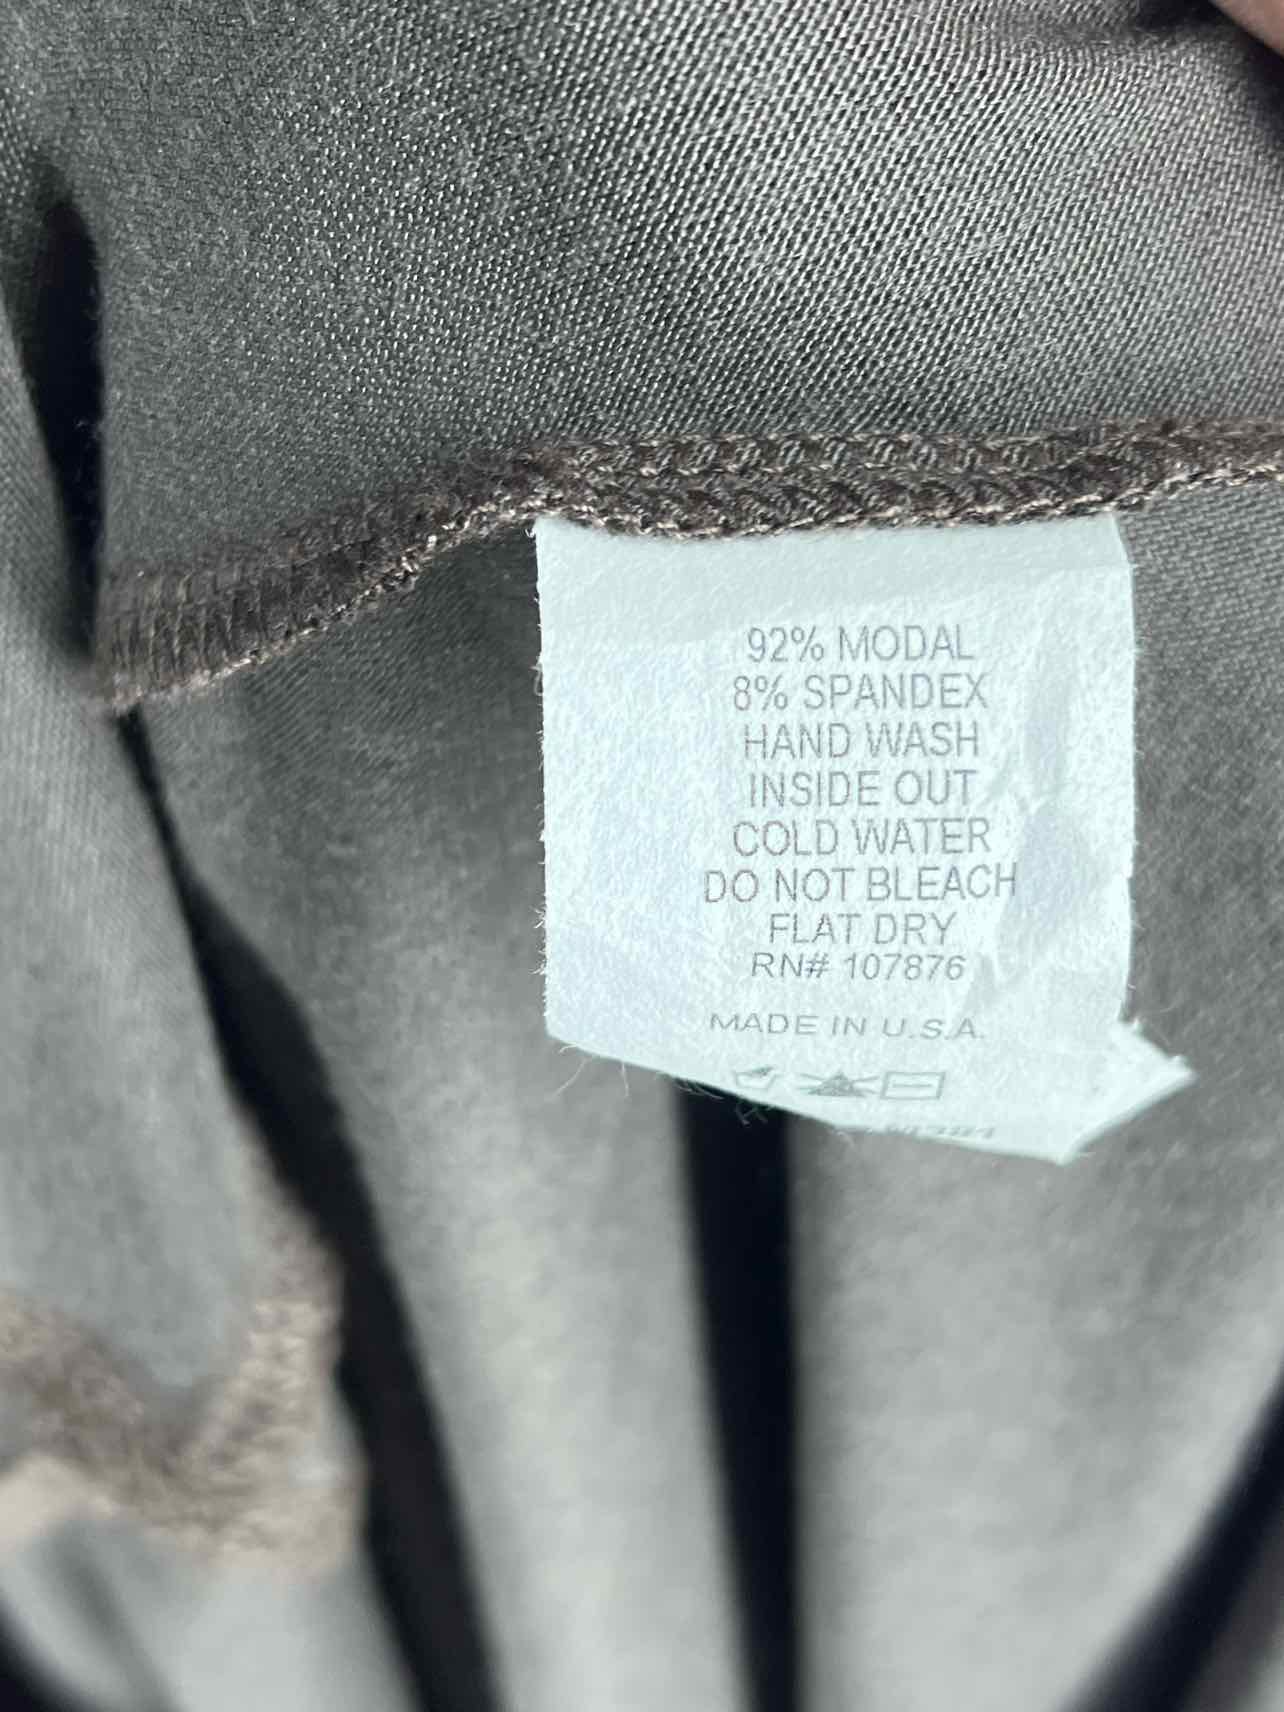 92% MODAL
8% SPANDEX
HAND WASH
INSIDE OUT
COLD WATER
DO NOT BLEACH
FLAT DRY
RN# 107876
MADE IN U.S.A.